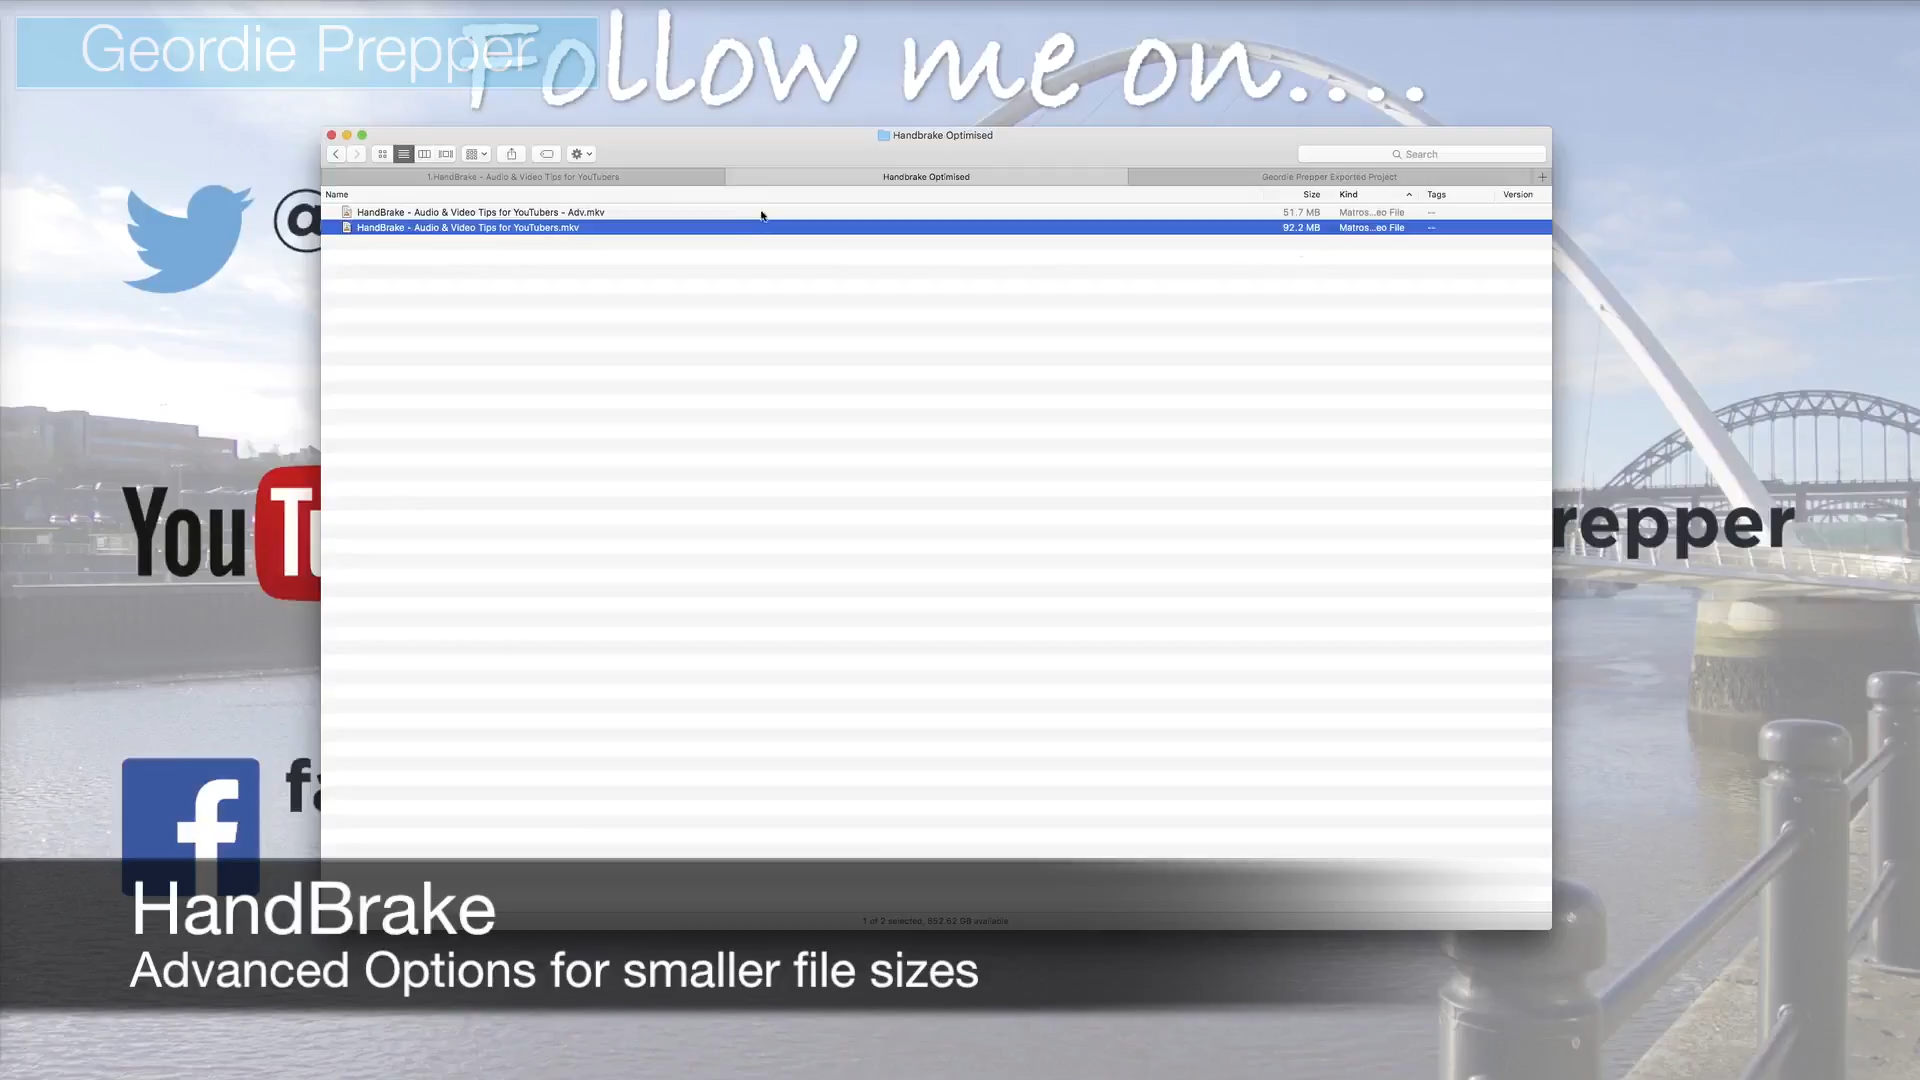 Geordie Prepper
Follow me on....
Handbrake Optimised
Search
1.HandBrake - Audio & Video Tips for YouTubers
Handbrake Optimised
Geordie Prepper Exported Project
Name Size Kind Tags Version
HandBrake - Audio & Video Tips for YouTubers - Adv.mkv 51.7 MB Matros...eo File --
HandBrake - Audio & Video Tips for YouTubers.mkv 92.2 MB Matros...eo File --
@
You Tu
repper
f
fa
1 of 2 selected, 852.62 GB available
HandBrake
Advanced Options for smaller file sizes